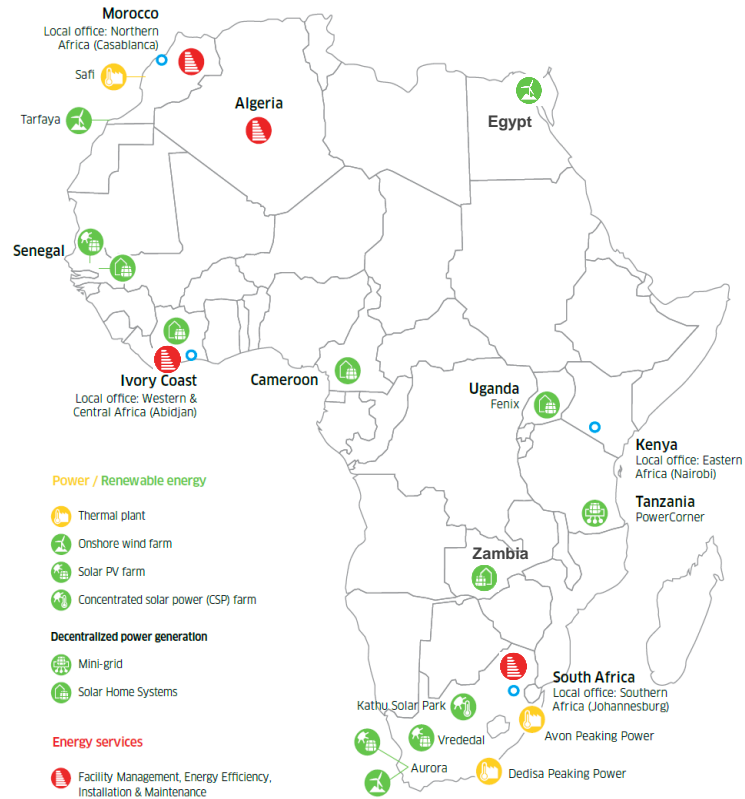 Morocco
Local office: Northern
Africa (Casablanca)
Safi
Tarfaya
Algeria
Egypt
Senegal
Ivory Coast
Local office: Western &
Central Africa (Abidjan)
Cameroon
Uganda
Fenix
Kenya
Local office: Eastern
Africa (Nairobi)
Tanzania
PowerCorner
Zambia
South Africa
Local office: Southern
Africa (Johannesburg)
Kathu Solar Park
Avon Peaking Power
Vrededal
Aurora
Dedisa Peaking Power
Power / Renewable energy
Thermal plant
Onshore wind farm
Solar PV farm
Concentrated solar power (CSP) farm
Decentralized power generation
Mini-grid
Solar Home Systems
Energy services
Facility Management, Energy Efficiency,
Installation & Maintenance